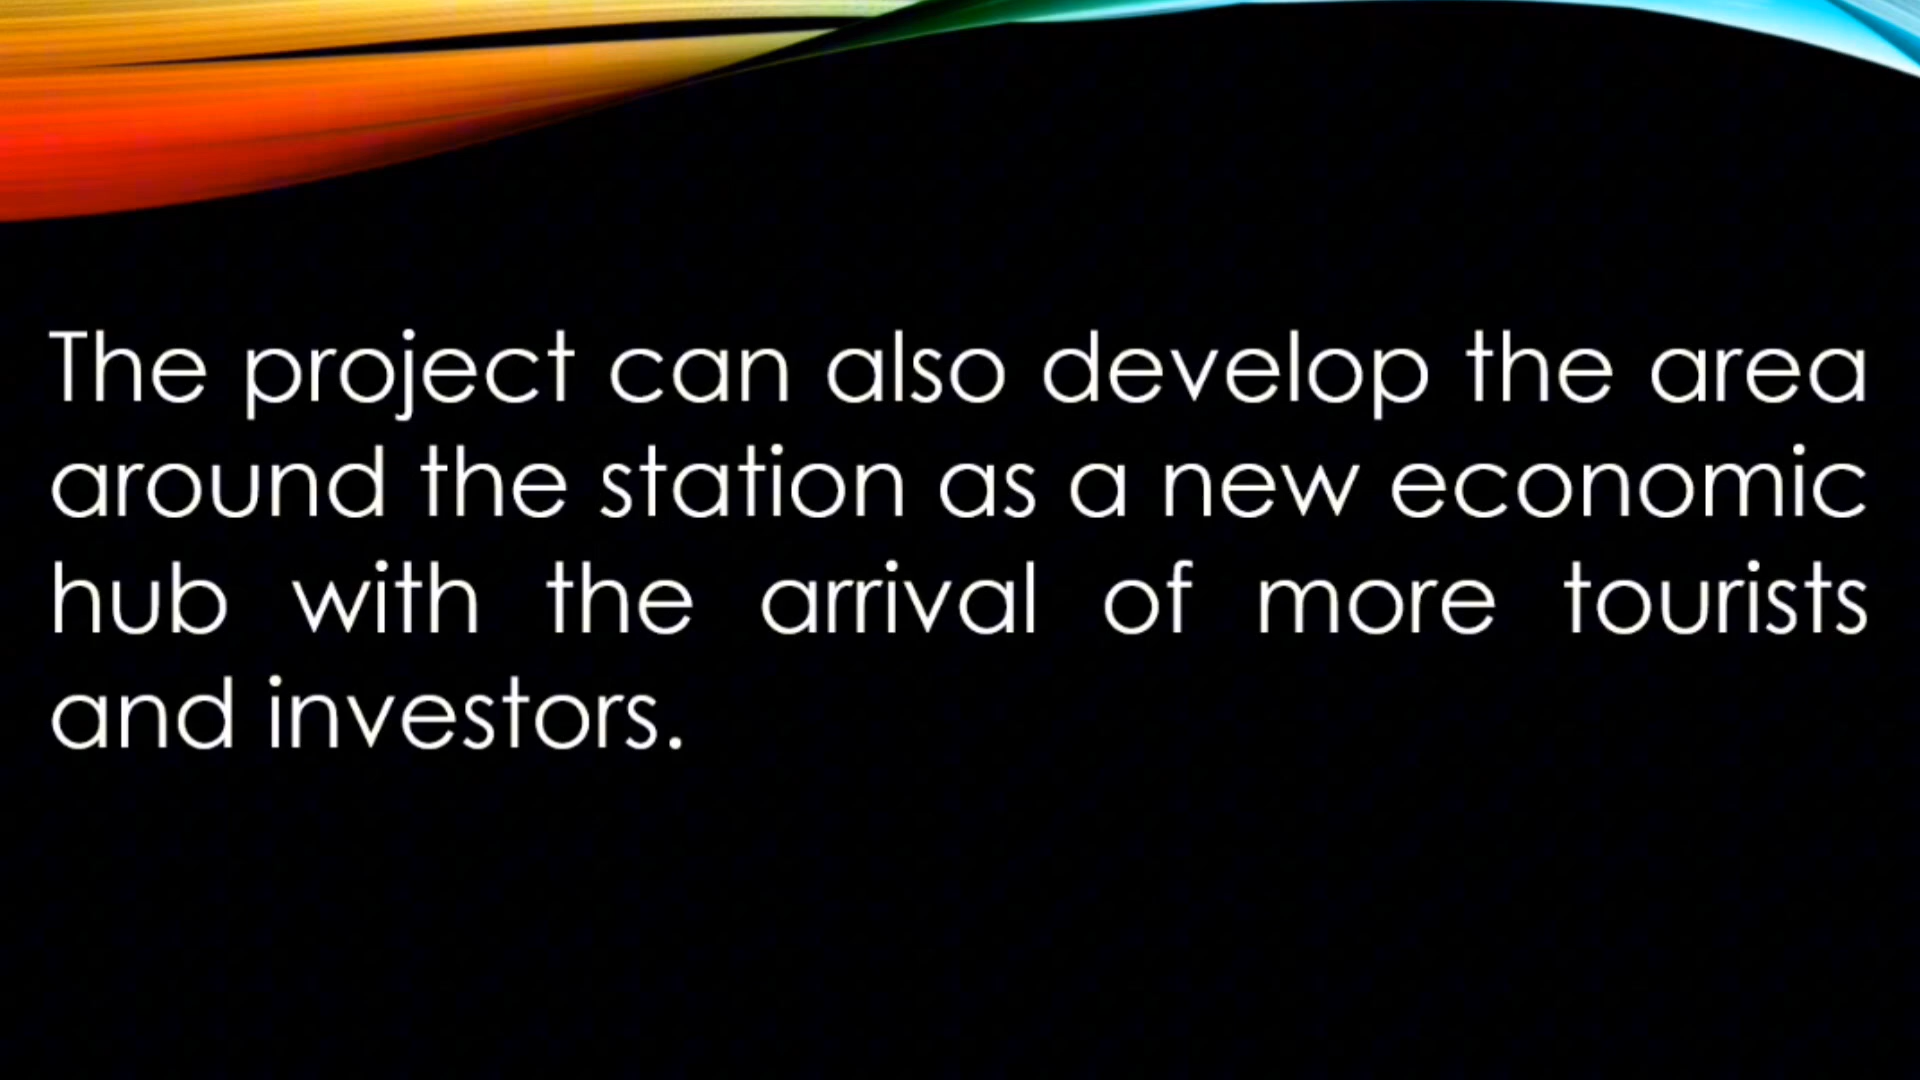 The project can also develop the area
around the station as a new economic
hub with the arrival of more tourists
and investors.